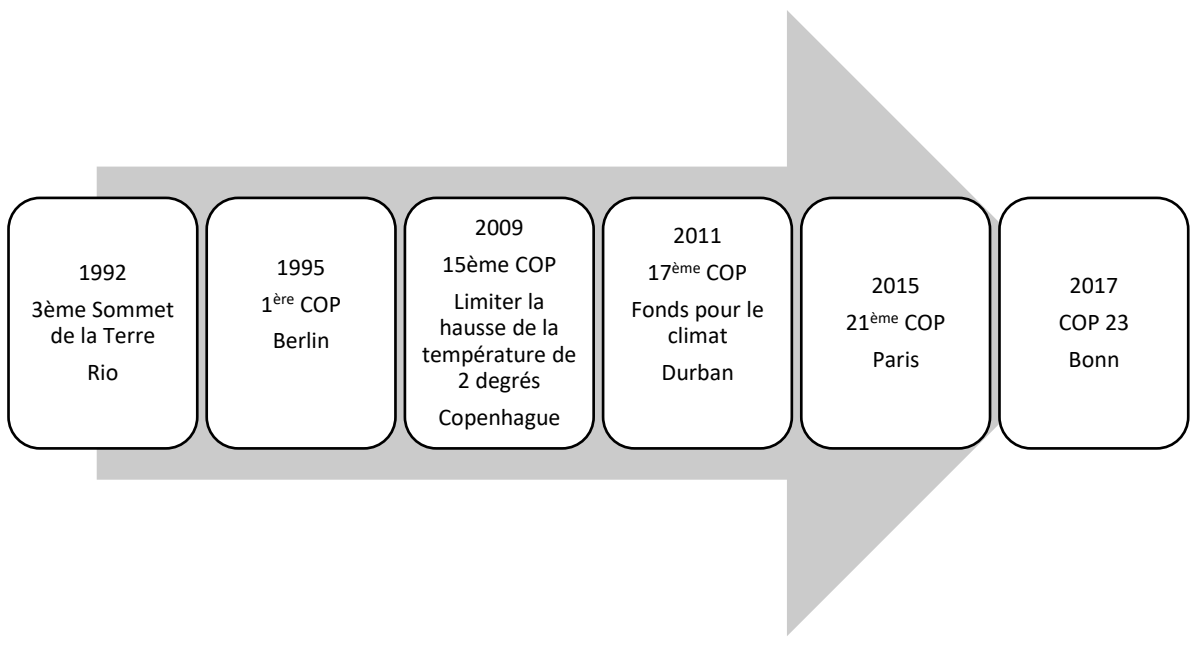 1992
3ème Sommet
de la Terre
Rio
1995
1ère COP
Berlin
2009
15ème COP
Limiter la
hausse de la
température de
2 degrés
Copenhague
2011
17ème COP
Fonds pour le
climat
Durban
2015
21ème COP
Paris
2017
COP 23
Bonn